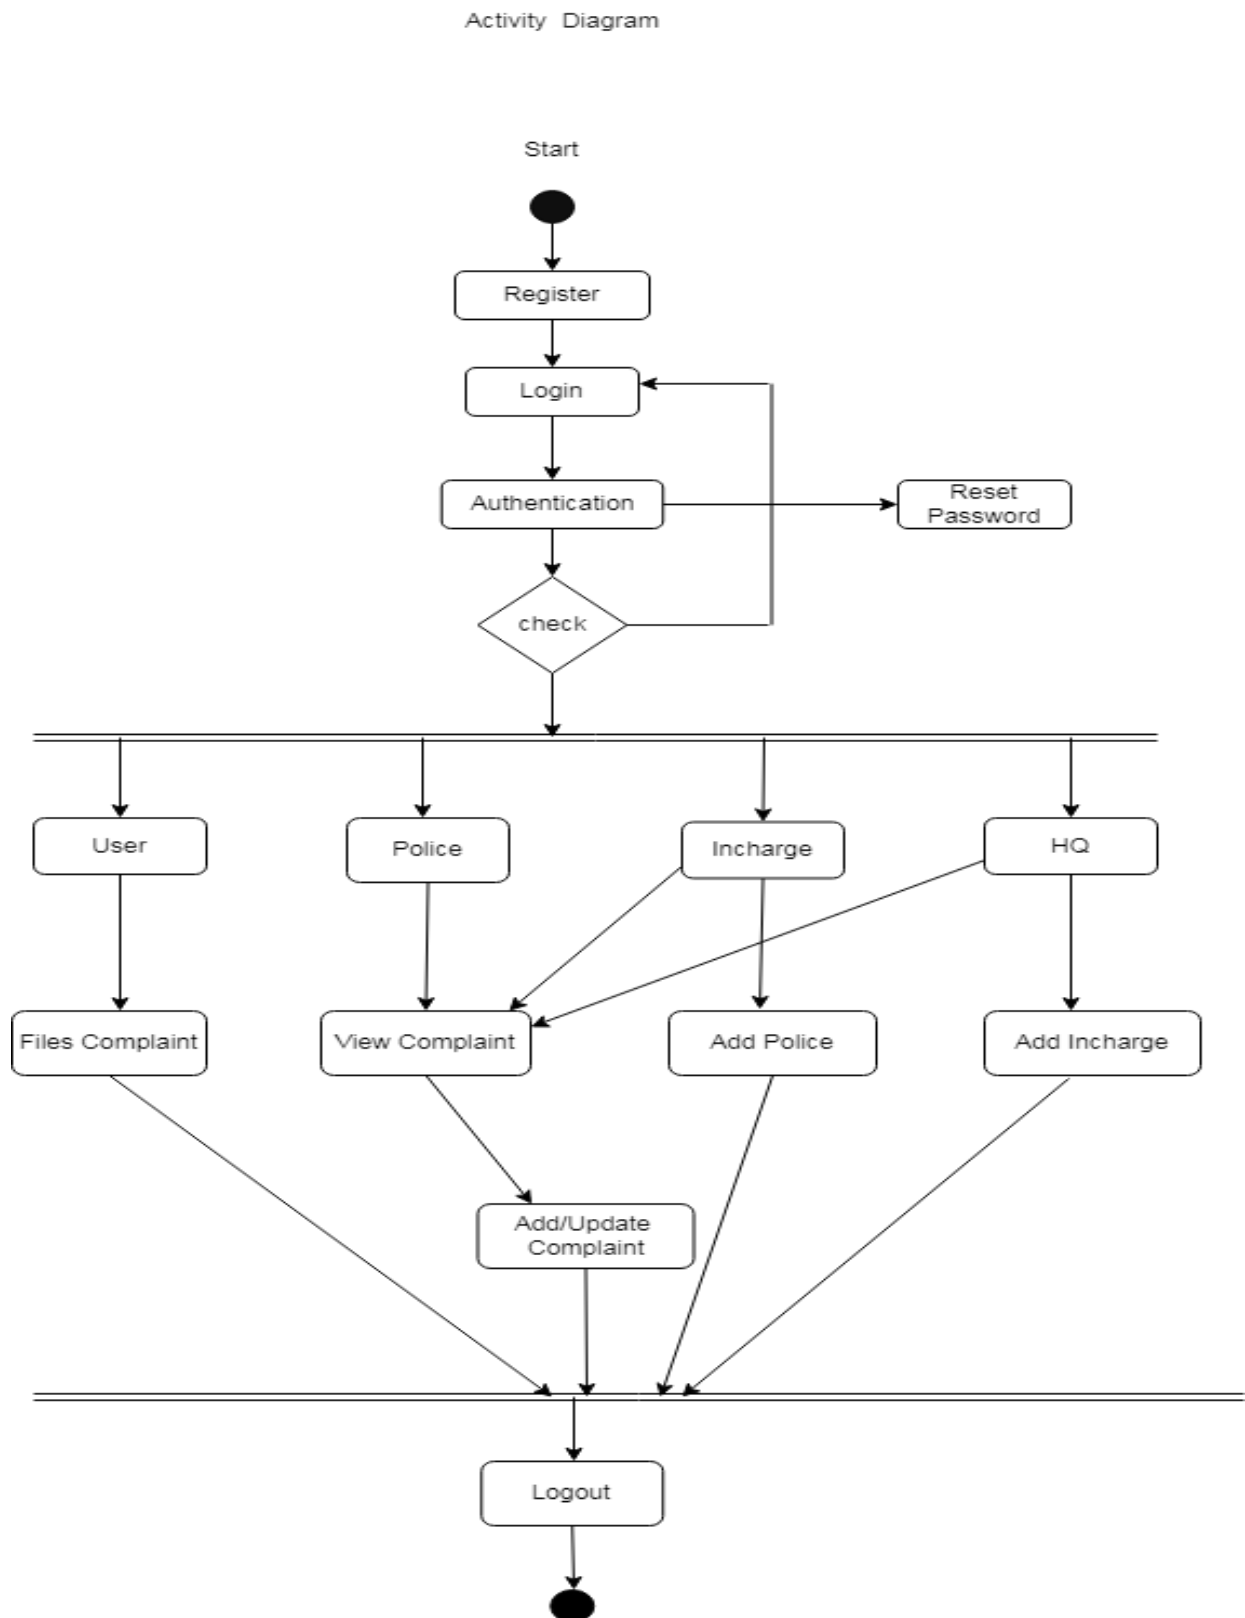 Activity Diagram
Start
Register
Login
Authentication
Reset
Password
check
User
Police
Incharge
HQ
Files Complaint
View Complaint
Add Police
Add Incharge
Add/Update
Complaint
Logout